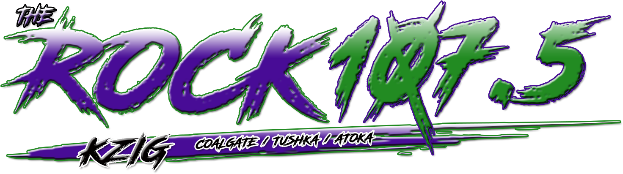 THE ROCK 107.5
KZIG COALGATE / TUSHKA / ATOKA